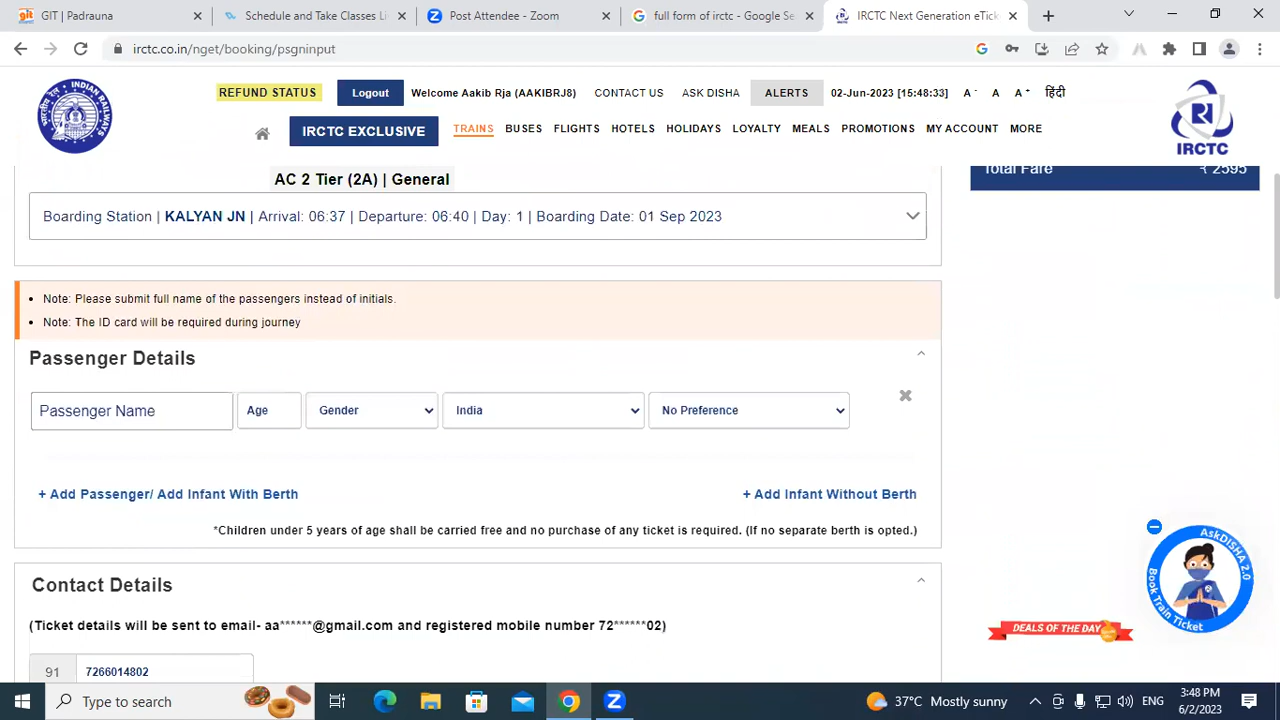 GIT | Padrauna
Schedule and Take Classes Li
Post Attendee - Zoom
full form of irctc - Google Se
IRCTC Next Generation eTick
irctc.co.in/nget/booking/psgninput
REFUND STATUS
Logout
Welcome Aakib Rja (AAKIBRJ8)
CONTACT US
ASK DISHA
ALERTS
02-Jun-2023 [15:48:33]
A-
A
A+
हिंदी
INDIAN RAILWAYS
IRCTC EXCLUSIVE
TRAINS
BUSES
FLIGHTS
HOTELS
HOLIDAYS
LOYALTY
MEALS
PROMOTIONS
MY ACCOUNT
MORE
IRCTC
AC 2 Tier (2A) | General
Total Fare ₹ 2595
Boarding Station | KALYAN JN | Arrival: 06:37 | Departure: 06:40 | Day: 1 | Boarding Date: 01 Sep 2023
Note: Please submit full name of the passengers instead of initials.
Note: The ID card will be required during journey
Passenger Details
Passenger Name
Age
Gender
India
No Preference
+ Add Passenger/ Add Infant With Berth
+ Add Infant Without Berth
*Children under 5 years of age shall be carried free and no purchase of any ticket is required. (If no separate berth is opted.)
Contact Details
(Ticket details will be sent to email- aa******@gmail.com and registered mobile number 72******02)
91
7266014802
AskDISHA 2.0
Book Train Ticket
DEALS OF THE DAY
Type to search
37°C Mostly sunny
ENG
3:48 PM
6/2/2023